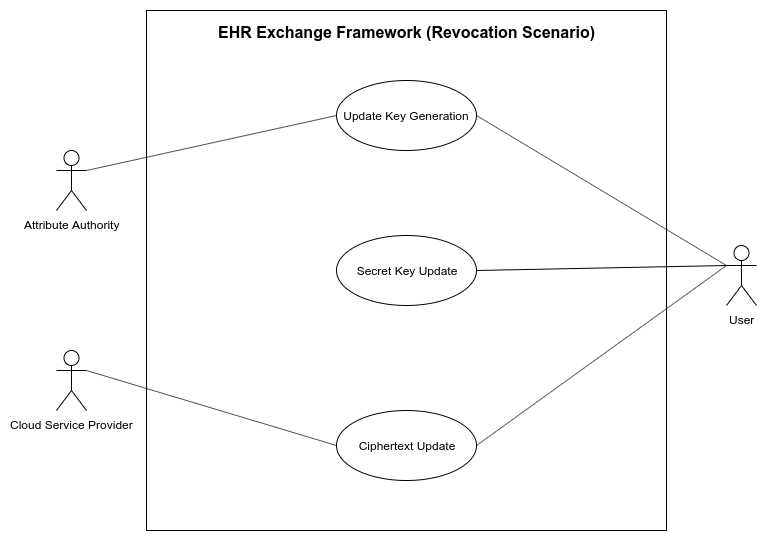 EHR Exchange Framework (Revocation Scenario)
Update Key Generation
Attribute Authority
Secret Key Update
User
Cloud Service Provider
Ciphertext Update